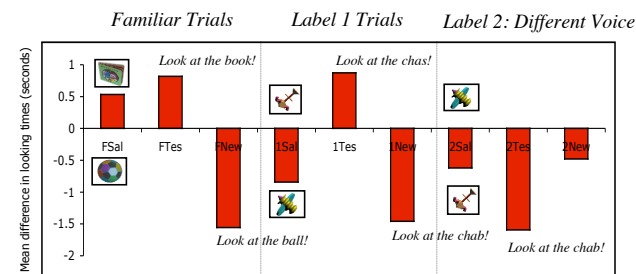 Familiar Trials Label 1 Trials Label 2: Different Voice
Mean difference in looking times (seconds)
Look at the book! Look at the chas!
1
0.5
0
-0.5
-1
-1.5
-2
FSal FTes FNew 1Sal 1Tes 1New 2Sal 2Tes 2New
Look at the ball! Look at the chab! Look at the chab!